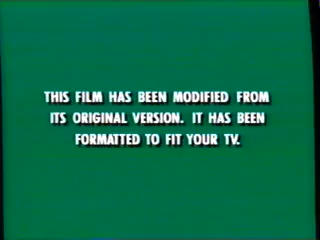 THIS FILM HAS BEEN MODIFIED FROM
ITS ORIGINAL VERSION. IT HAS BEEN
FORMATTED TO FIT YOUR TV.